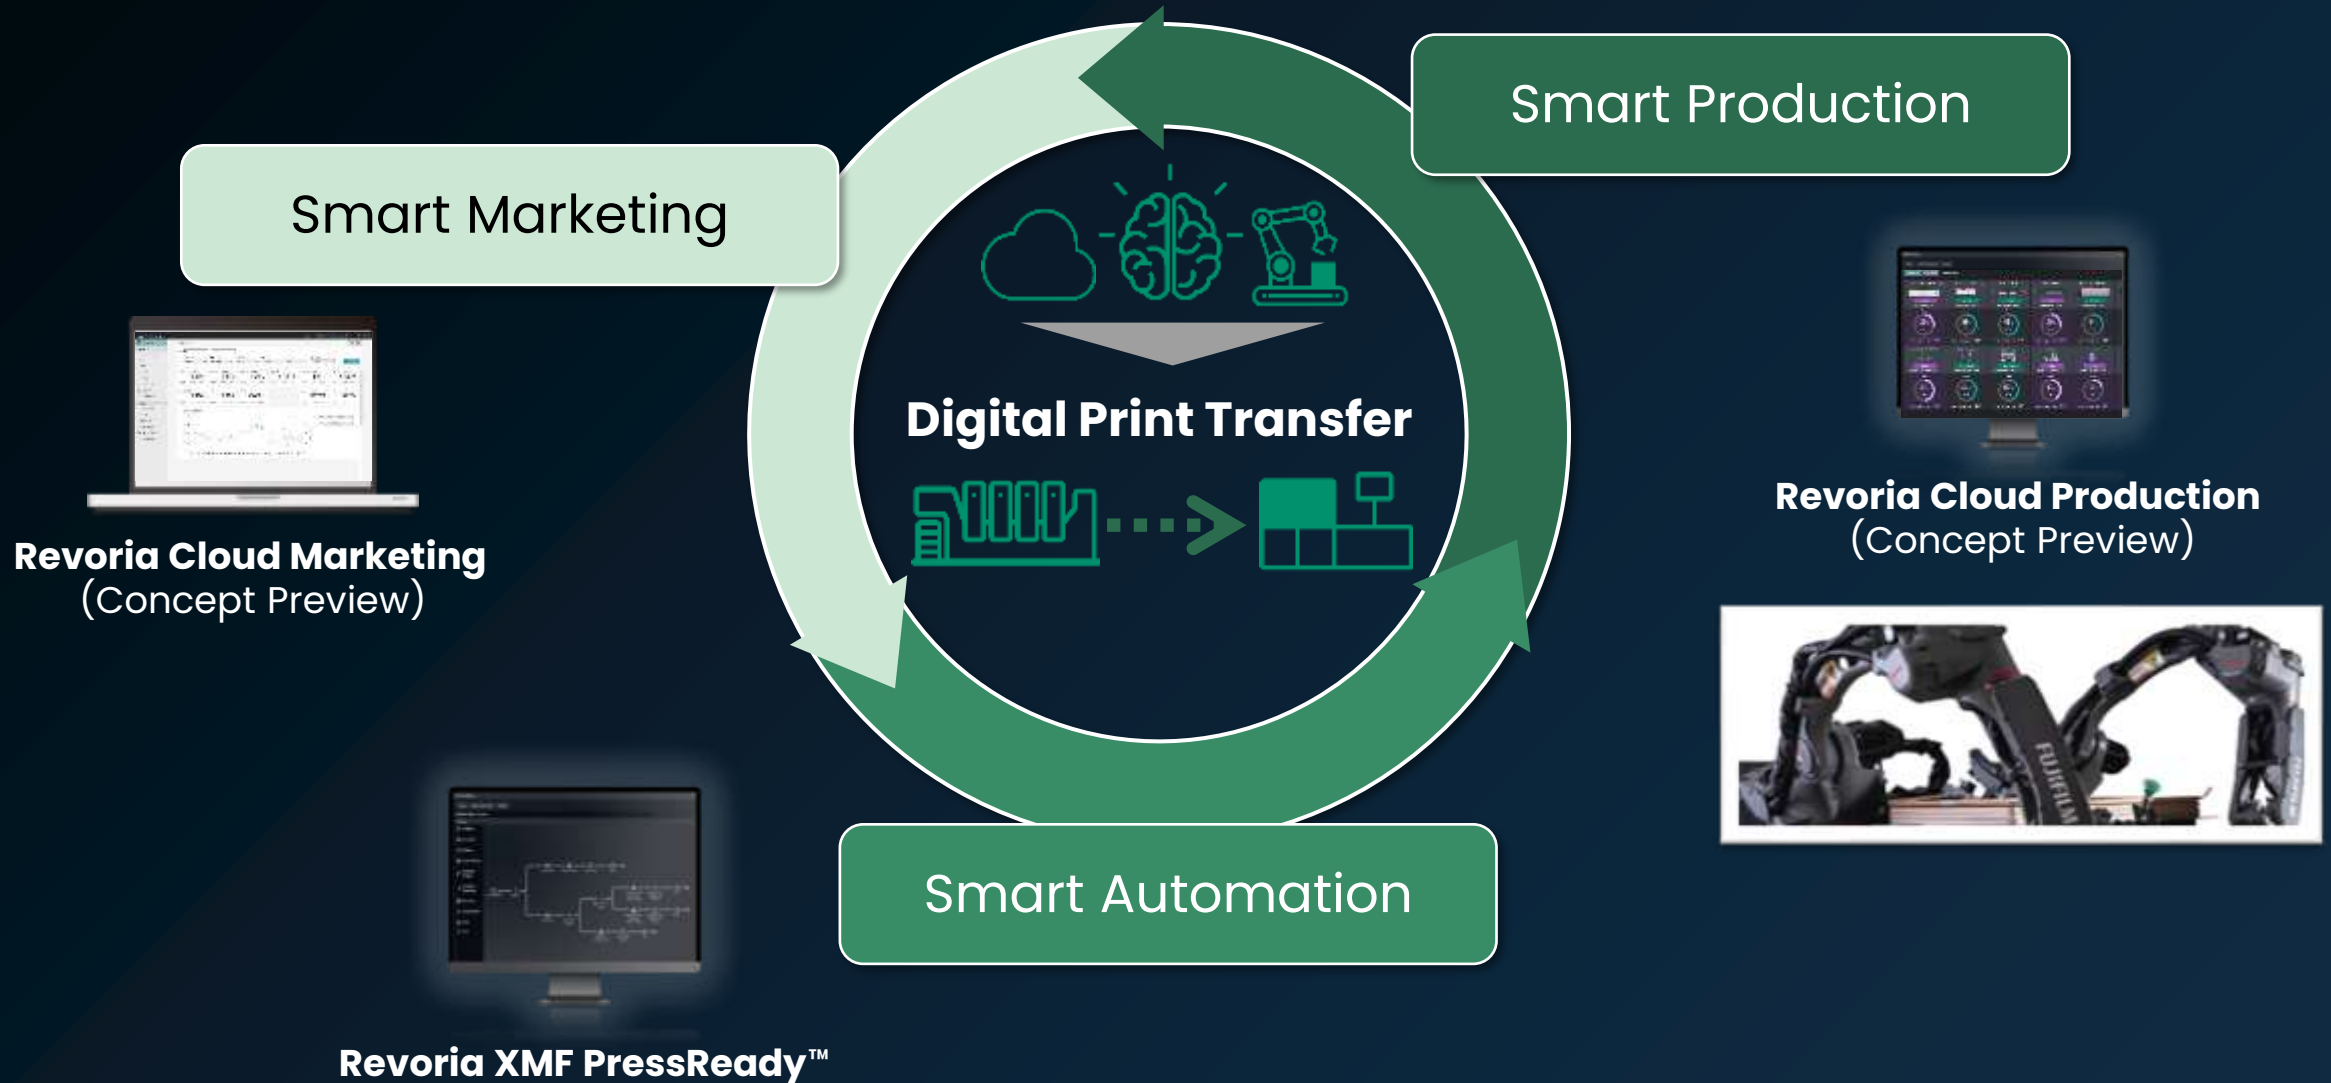 Smart Production
Smart Marketing
Digital Print Transfer
Revoria Cloud Marketing
(Concept Preview)
Revoria Cloud Production
(Concept Preview)
FUJIFILM
Smart Automation
Revoria XMF PressReady™